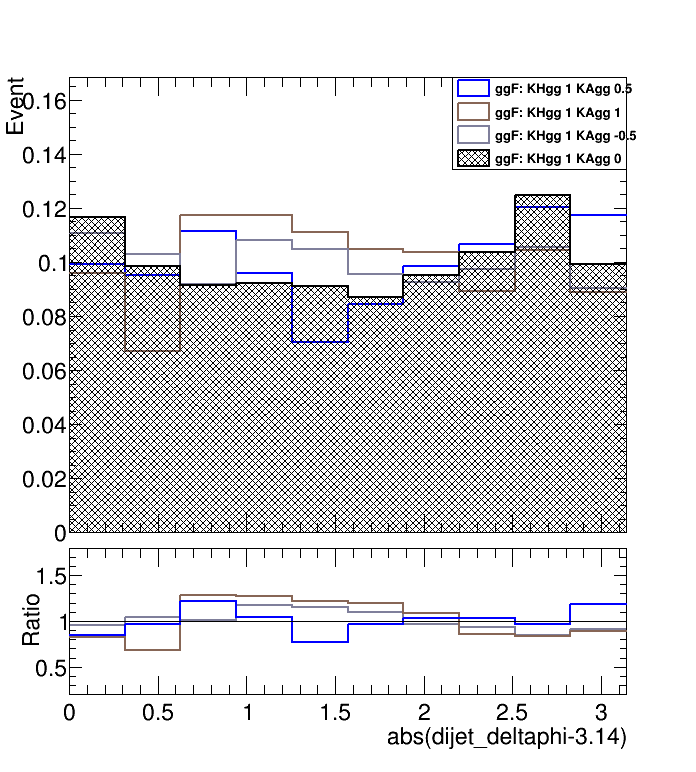 Event
0.16
0.14
0.12
0.1
0.08
0.06
0.04
0.02
0
ggF: KHgg 1 KAgg 0.5
ggF: KHgg 1 KAgg 1
ggF: KHgg 1 KAgg -0.5
ggF: KHgg 1 KAgg 0
Ratio
1.5
1
0.5
0 0.5 1 1.5 2 2.5 3
abs(dijet_deltaphi-3.14)